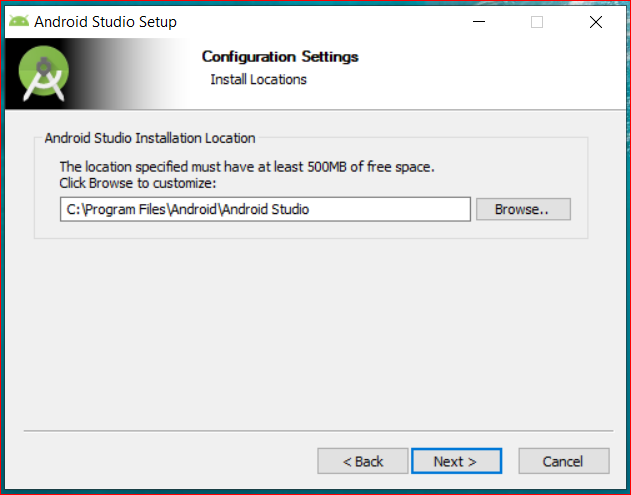 Android Studio Setup
Configuration Settings
Install Locations
Android Studio Installation Location
The location specified must have at least 500MB of free space.
Click Browse to customize:
C:\Program Files\Android\Android Studio
Browse..
< Back
Next >
Cancel